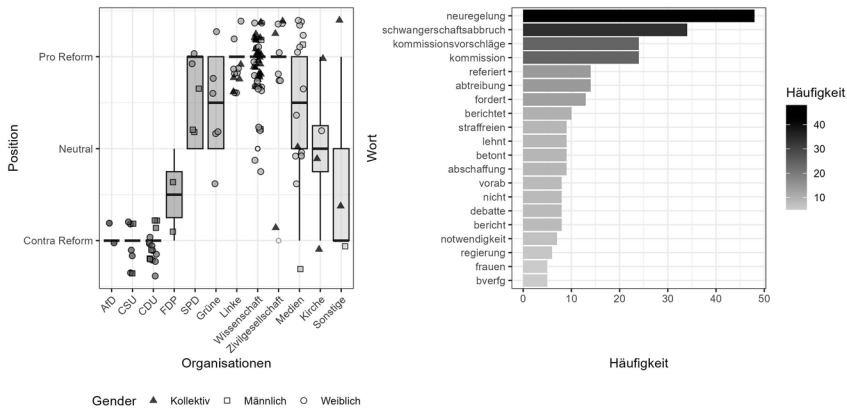 Pro Reform
Neutral
Contra Reform
Position
AfD
CSU
CDU
FDP
SPD
Grüne
Linke
Wissenschaft
Zivilgesellschaft
Medien
Kirche
Sonstige
Organisationen
Gender
Kollektiv
Männlich
Weiblich
Wort
neuregelung
schwangerschaftsabbruch
kommissionsvorschläge
kommission
referiert
abtreibung
fordert
berichtet
straffreien
lehnt
betont
abschaffung
vorab
nicht
debatte
bericht
notwendigkeit
regierung
frauen
bverfg
0 10 20 30 40 50
Häufigkeit
Häufigkeit
40
30
20
10